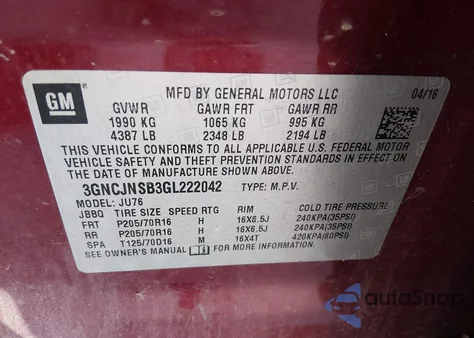 GM
MFD BY GENERAL MOTORS LLC 04/16
GVWR GAWR FRT GAWR RR
1990 KG 1065 KG 995 KG
4387 LB 2348 LB 2194 LB
THIS VEHICLE CONFORMS TO ALL APPLICABLE U.S. FEDERAL MOTOR
VEHICLE SAFETY AND THEFT PREVENTION STANDARDS IN EFFECT ON
THE DATE OF MANUFACTURE SHOWN ABOVE.
3GNCJNSB3GL222042 TYPE: M.P.V.
MODEL: JU76
JBBQ TIRE SIZE SPEED RTG RIM COLD TIRE PRESSURE
FRT P205/70R16 H 16X6.5J 240KPA(35PSI)
RR P205/70R16 H 16X6.5J 240KPA(35PSI)
SPA T125/70D16 M 16X4T 420KPA(60PSI)
SEE OWNER'S MANUAL FOR MORE INFORMATION.
autoSnap